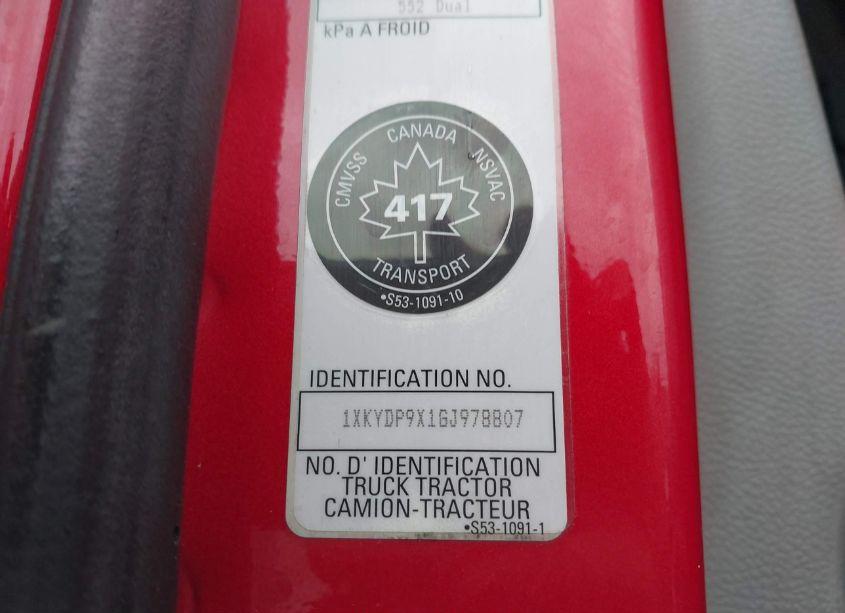 552 Dual
kPa A FROID
CANADA
CMVSS
NSVAC
417
TRANSPORT
•S53-1091-10
IDENTIFICATION NO.
1XKYDP9X1GJ978807
NO. D' IDENTIFICATION
TRUCK TRACTOR
CAMION-TRACTEUR
•S53-1091-1